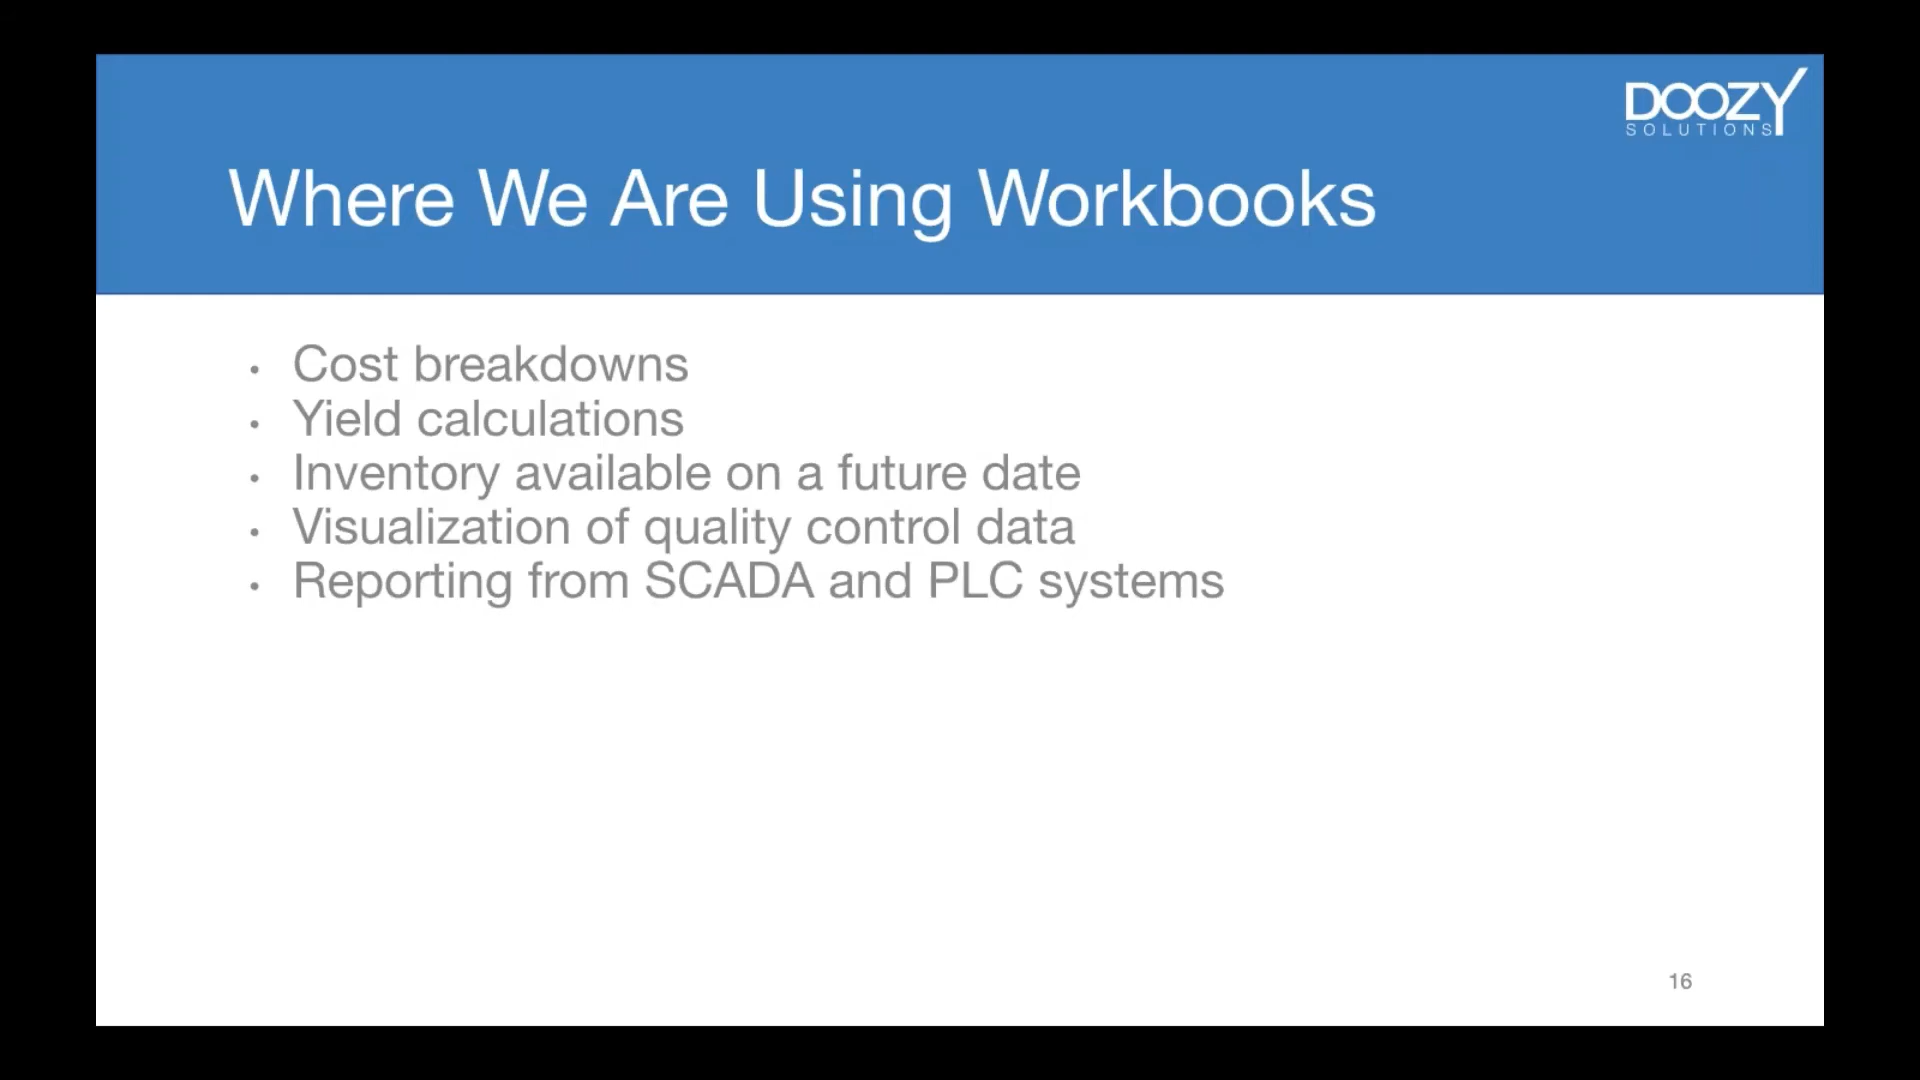 DOOZY
SOLUTIONS
Where We Are Using Workbooks
• Cost breakdowns
• Yield calculations
• Inventory available on a future date
• Visualization of quality control data
• Reporting from SCADA and PLC systems
16